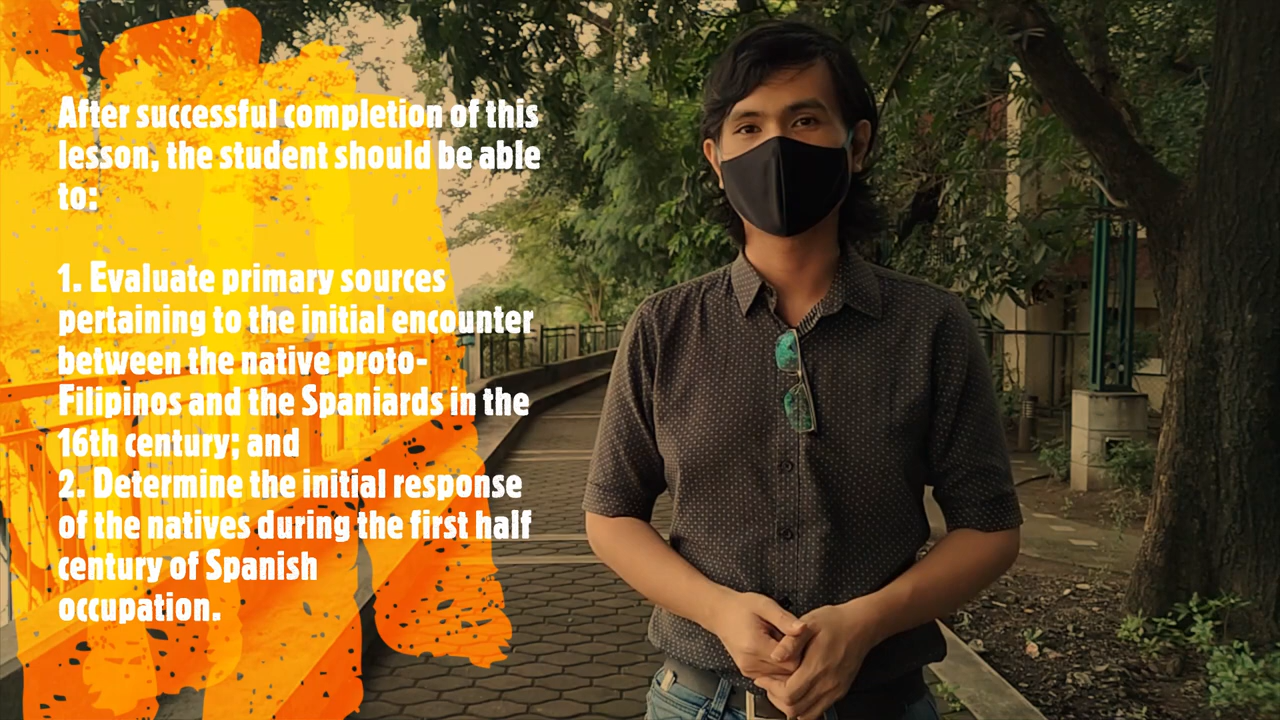 After successful completion of this
lesson, the student should be able
to:
1. Evaluate primary sources
pertaining to the initial encounter
between the native proto-
Filipinos and the Spaniards in the
16th century; and
2. Determine the initial response
of the natives during the first half
century of Spanish
occupation.